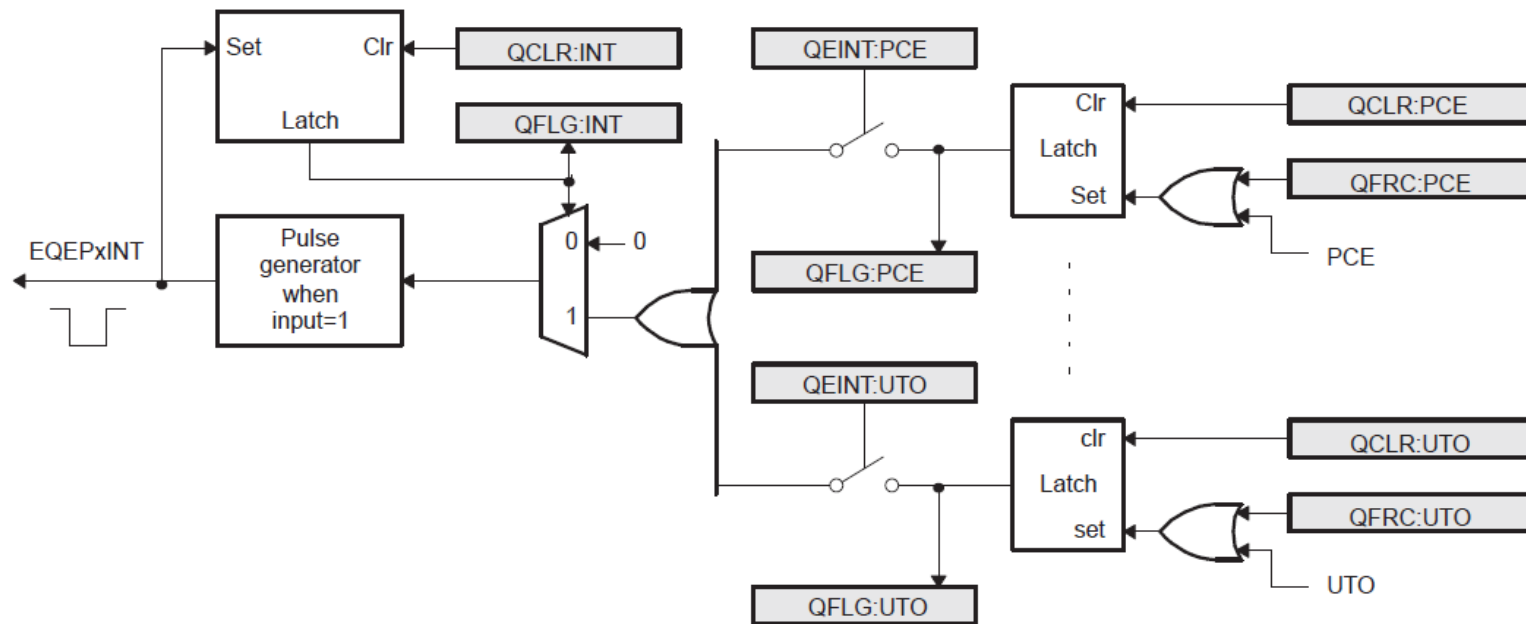 Set
Clr
Latch
QCLR:INT
QFLG:INT
EQEPxINT
Pulse
generator
when
input=1
0
0
1
QEINT:PCE
QFLG:PCE
Clr
Latch
Set
QCLR:PCE
QFRC:PCE
PCE
QEINT:UTO
QFLG:UTO
clr
Latch
set
QCLR:UTO
QFRC:UTO
UTO